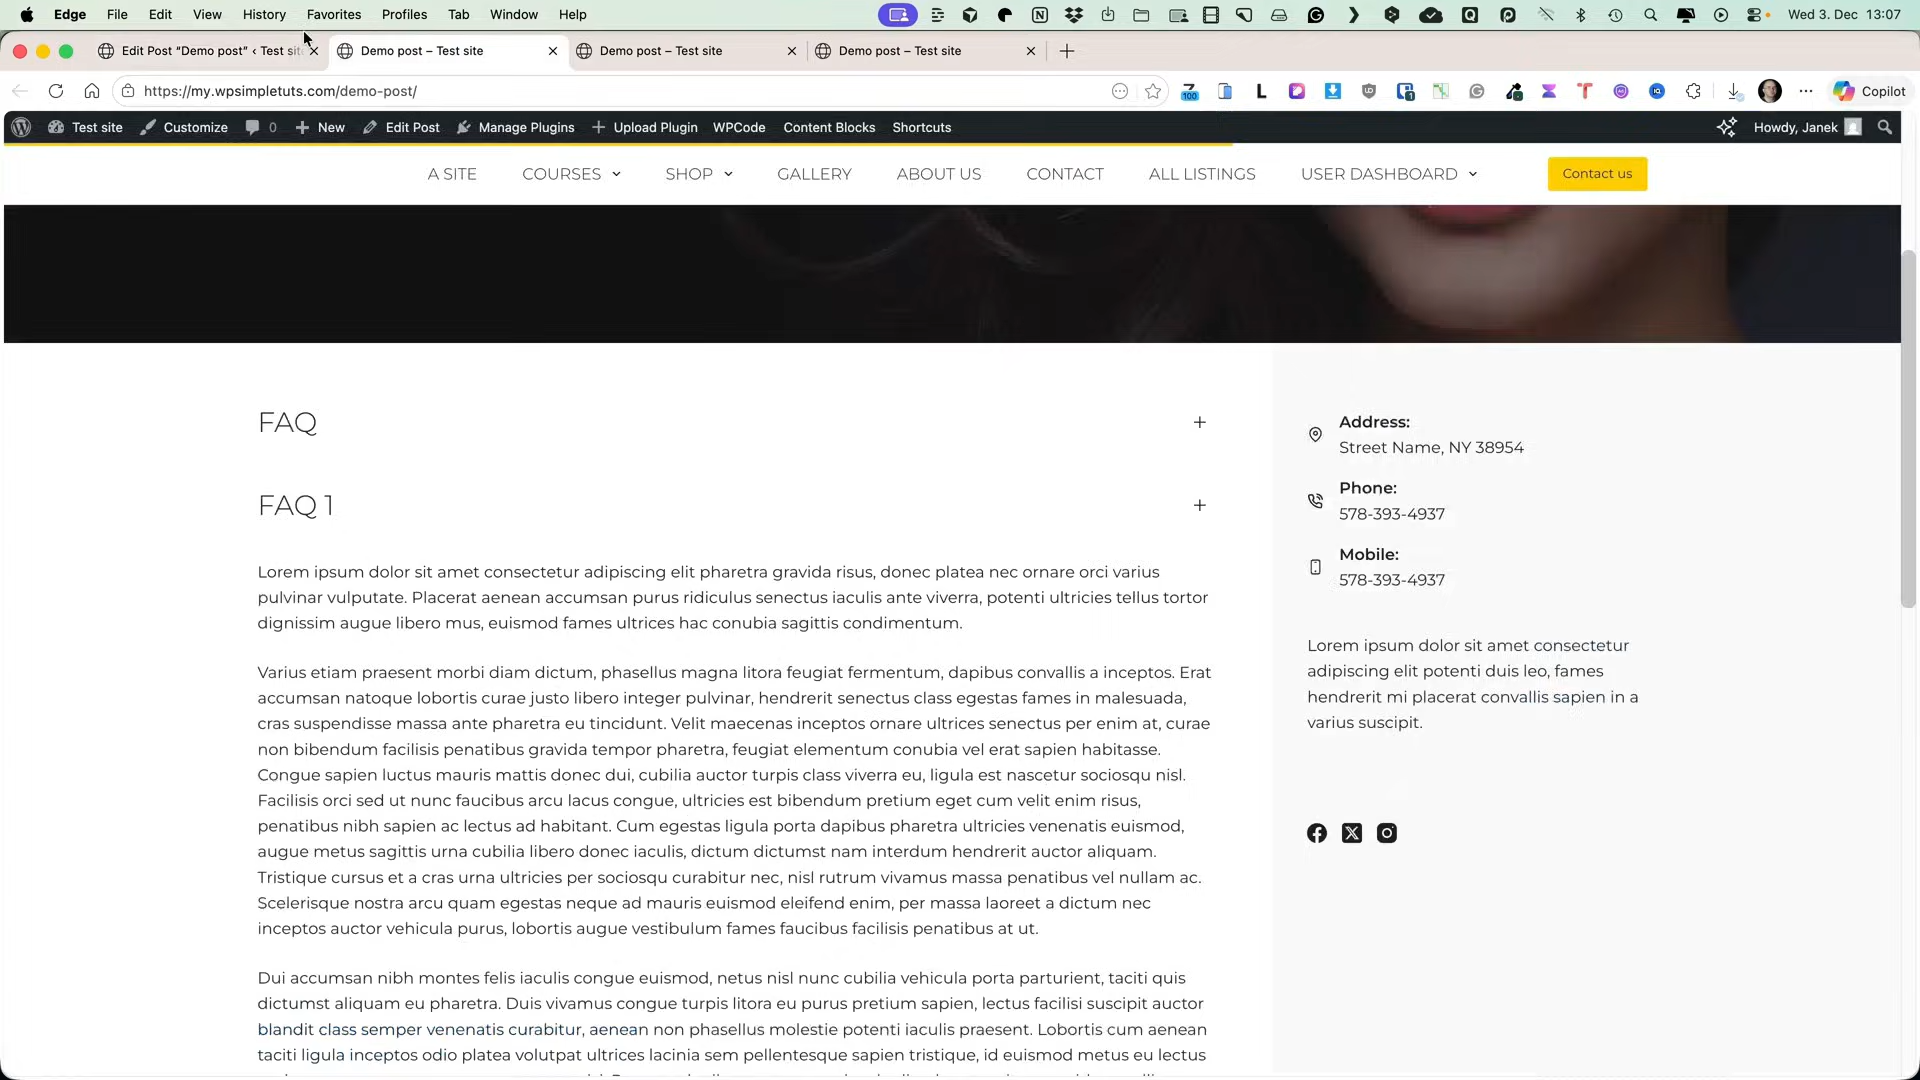 Edge File Edit View History Favorites Profiles Tab Window Help Wed 3. Dec 13:07
Edit Post “Demo post” ‹ Test site
Demo post – Test site
Demo post – Test site
Demo post – Test site
https://my.wpsimpletuts.com/demo-post/
Copilot
Test site Customize 0 New Edit Post Manage Plugins Upload Plugin WPCode Content Blocks Shortcuts Howdy, Janek
A SITE COURSES SHOP GALLERY ABOUT US CONTACT ALL LISTINGS USER DASHBOARD Contact us
FAQ
FAQ 1
Lorem ipsum dolor sit amet consectetur adipiscing elit pharetra gravida risus, donec platea nec ornare orci varius
pulvinar vulputate. Placerat aenean accumsan purus ridiculus senectus iaculis ante viverra, potenti ultricies tellus tortor
dignissim augue libero mus, euismod fames ultrices hac conubia sagittis condimentum.
Varius etiam praesent morbi diam dictum, phasellus magna litora feugiat fermentum, dapibus convallis a inceptos. Erat
accumsan natoque lobortis curae justo libero integer pulvinar, hendrerit senectus class egestas fames in malesuada,
cras suspendisse massa ante pharetra eu tincidunt. Velit maecenas inceptos ornare ultrices senectus per enim at, curae
non bibendum facilisis penatibus gravida tempor pharetra, feugiat elementum conubia vel erat sapien habitasse.
Congue sapien luctus mauris mattis donec dui, cubilia auctor turpis class viverra eu, ligula est nascetur sociosqu nisl.
Facilisis orci sed ut nunc faucibus arcu lacus congue, ultricies est bibendum pretium eget cum velit enim risus,
penatibus nibh sapien ac lectus ad habitant. Cum egestas ligula porta dapibus pharetra ultricies venenatis euismod,
augue metus sagittis urna cubilia libero donec iaculis, dictum dictumst nam interdum hendrerit auctor aliquam.
Tristique cursus et a cras urna ultricies per sociosqu curabitur nec, nisl rutrum vivamus massa penatibus vel nullam ac.
Scelerisque nostra arcu quam egestas neque ad mauris euismod eleifend enim, per massa laoreet a dictum nec
inceptos auctor vehicula purus, lobortis augue vestibulum fames faucibus facilisis penatibus at ut.
Dui accumsan nibh montes felis iaculis congue euismod, netus nisl nunc cubilia vehicula porta parturient, taciti quis
dictumst aliquam eu pharetra. Duis vivamus congue turpis litora eu purus pretium sapien, lectus facilisi suscipit auctor
blandit class semper venenatis curabitur, aenean non phasellus molestie potenti iaculis praesent. Lobortis cum aenean
taciti ligula inceptos odio platea volutpat ultrices lacinia sem pellentesque sapien tristique, id euismod metus eu lectus
Address:
Street Name, NY 38954
Phone:
578-393-4937
Mobile:
578-393-4937
Lorem ipsum dolor sit amet consectetur
adipiscing elit potenti duis leo, fames
hendrerit mi placerat convallis sapien in a
varius suscipit.